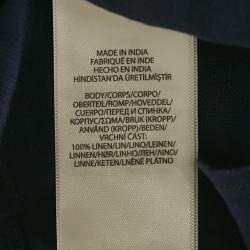 MADE IN INDIA
FABRIQUÉ EN INDE
HECHO EN INDIA
HİNDİSTAN'DA ÜRETİLMİŞTİR
BODY/CORPS/CORPO/
OBERTEIL/ROMP/HOVEDDEL/
CUERPO/ПЕРЕД И СПИНКА/
КОРПУС/ΣΩΜΑ/BRUK (KROPP)/
ANVÄND (KROPP)/BEDEN/
VRCHNÍ ČÁST:
100% LINEN/LIN/LINO/LEINEN/
LINNEN/HØR/LINHO/ЛЕН/ΛΙΝΟ/
LINNE/KETEN/LNĚNÉ PLÁTNO